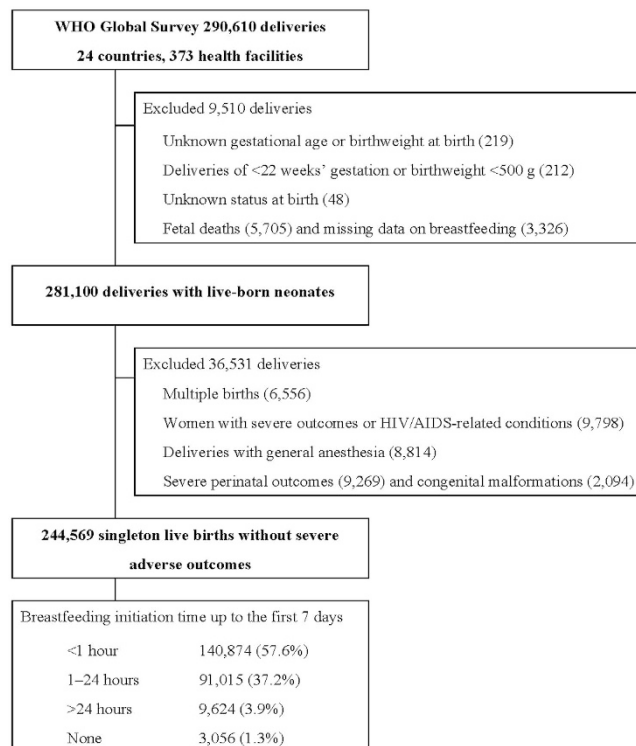 WHO Global Survey 290,610 deliveries
24 countries, 373 health facilities
Excluded 9,510 deliveries
Unknown gestational age or birthweight at birth (219)
Deliveries of <22 weeks' gestation or birthweight <500 g (212)
Unknown status at birth (48)
Fetal deaths (5,705) and missing data on breastfeeding (3,326)
281,100 deliveries with live-born neonates
Excluded 36,531 deliveries
Multiple births (6,556)
Women with severe outcomes or HIV/AIDS-related conditions (9,798)
Deliveries with general anesthesia (8,814)
Severe perinatal outcomes (9,269) and congenital malformations (2,094)
244,569 singleton live births without severe
adverse outcomes
Breastfeeding initiation time up to the first 7 days
<1 hour 140,874 (57.6%)
1–24 hours 91,015 (37.2%)
>24 hours 9,624 (3.9%)
None 3,056 (1.3%)